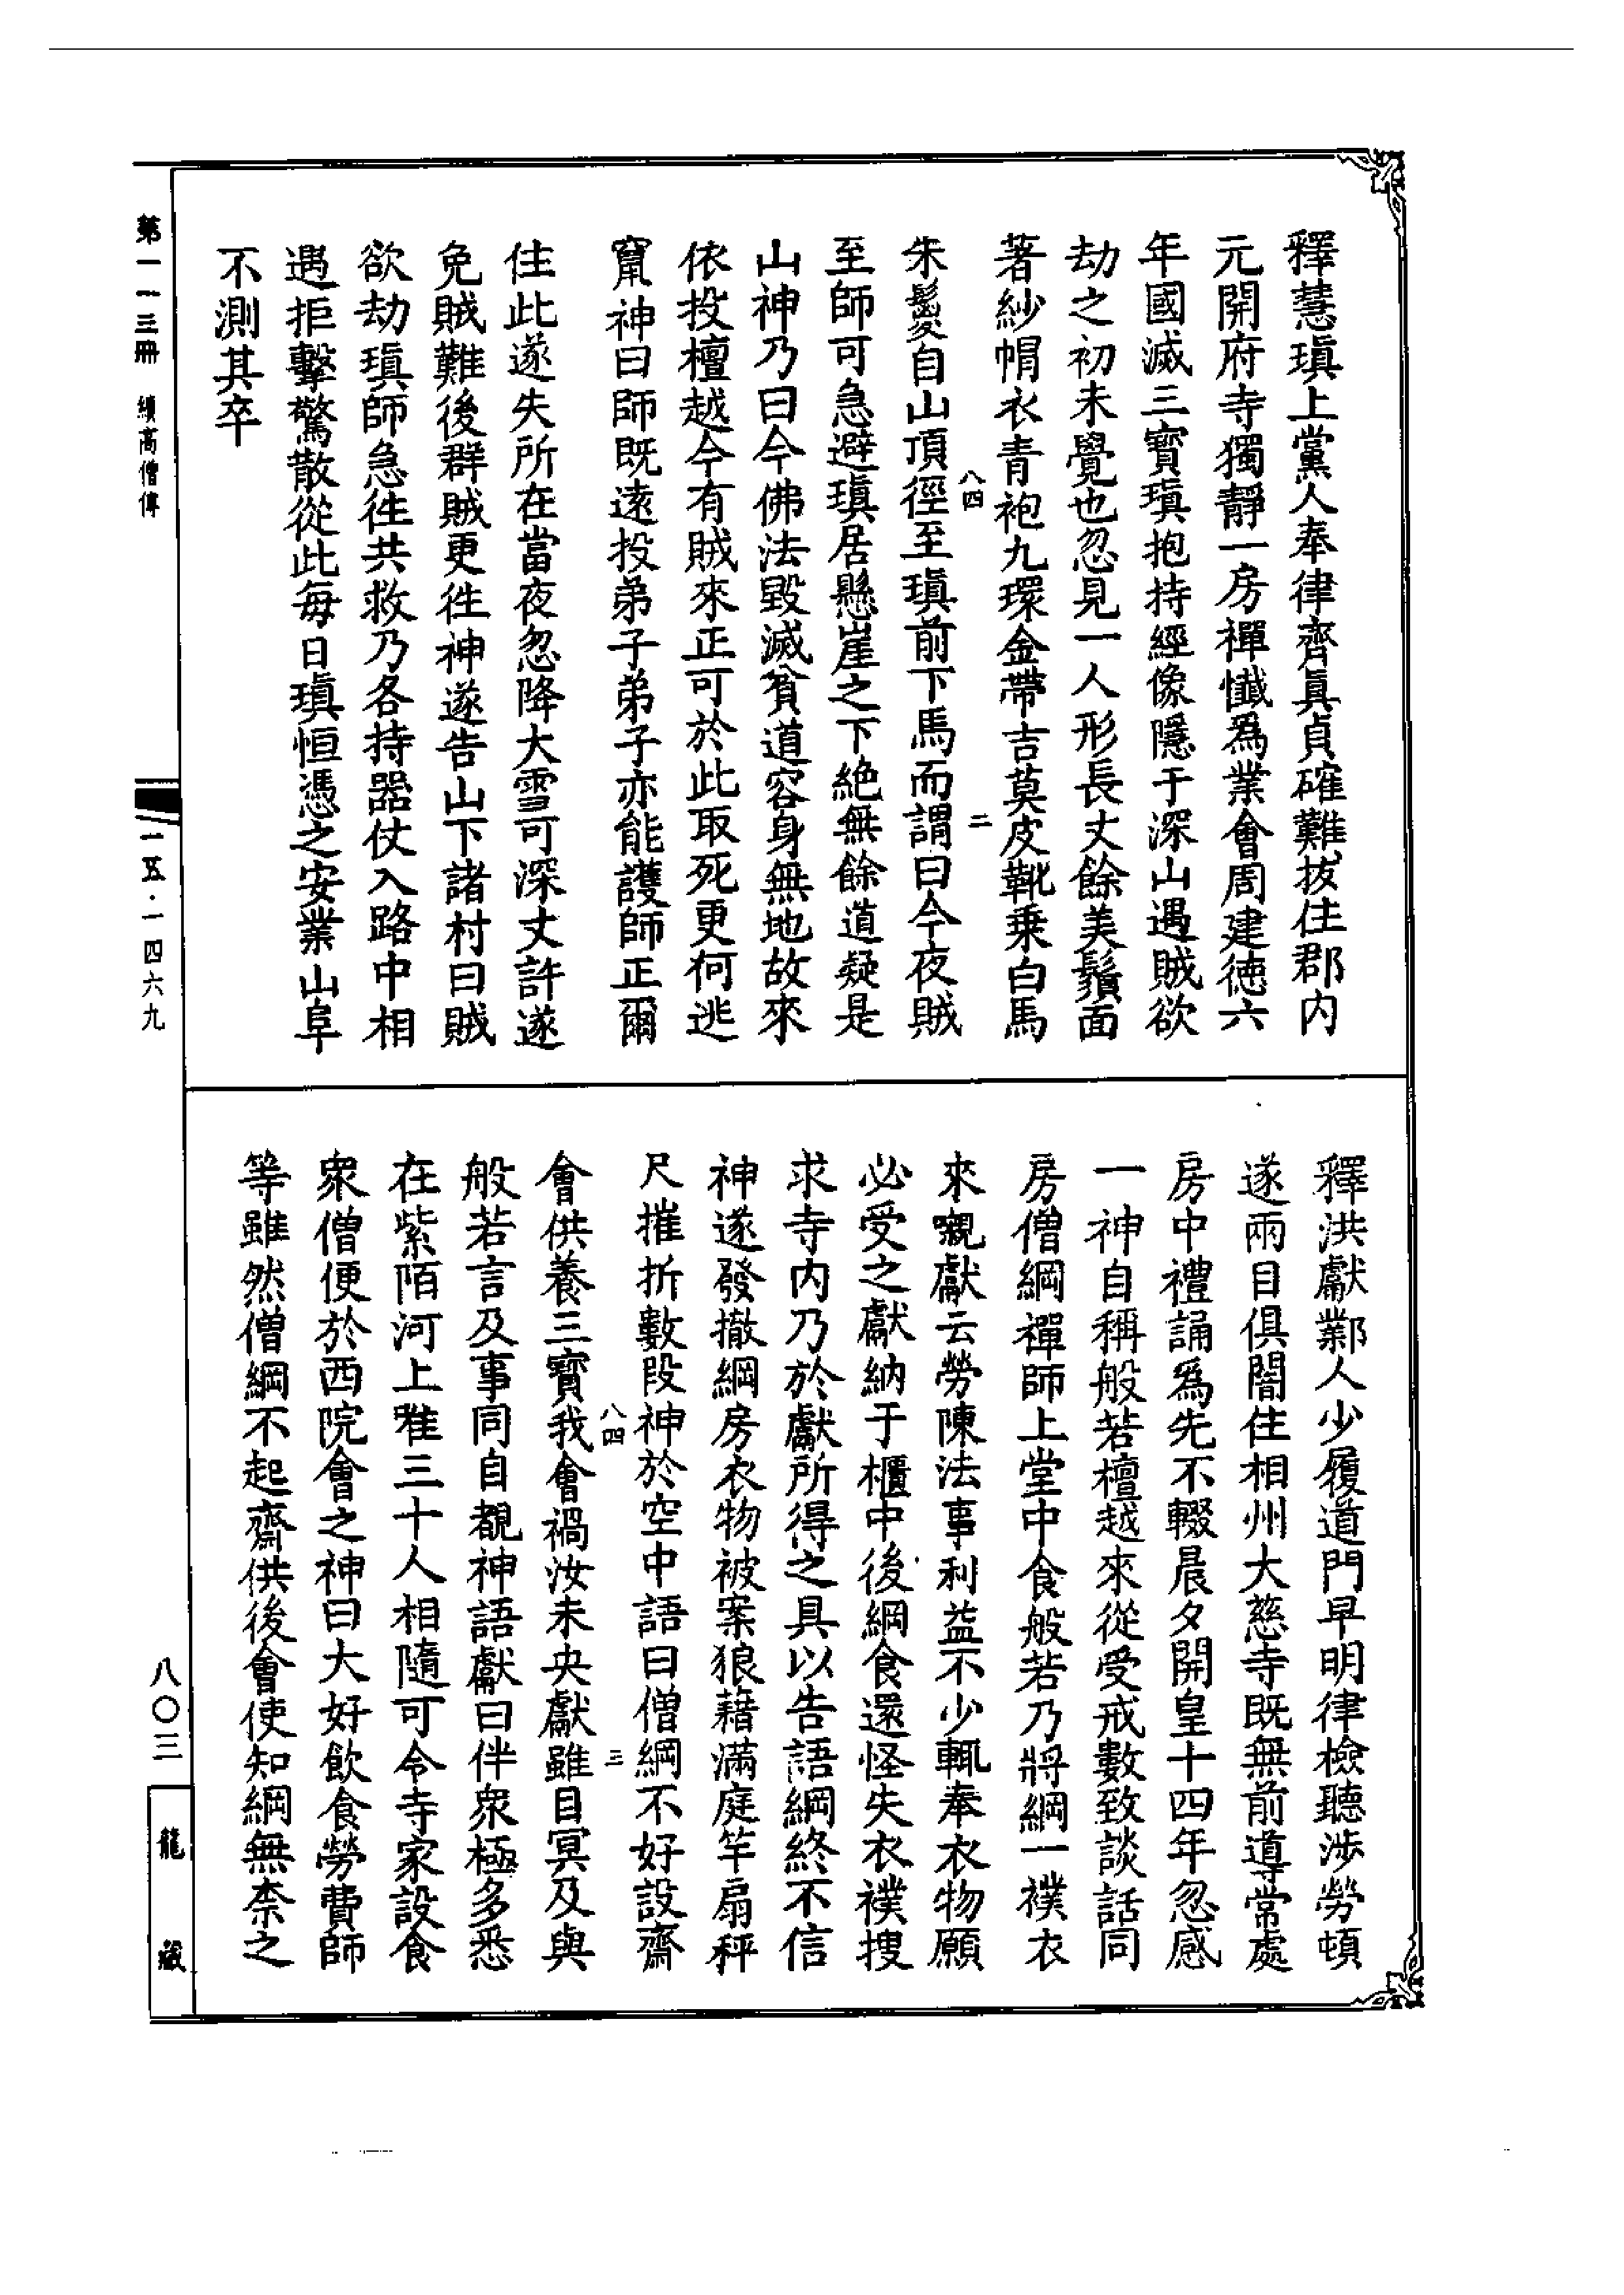 釋慧瑱上黨人奉律齊真貞確難拔住郡内
元開府寺獨靜一房禪懺爲業會周建德六
年國滅三寶瑱抱持經像隱于深山遇賊欲
劫之初未覺也忽見一人形長丈餘美鬚面
著紗帽衣青袍九環金帶吉莫皮靴乗白馬
八四
二
朱鬉自山頂徑至瑱前下馬而謂曰今夜賊
至師可急避瑱居懸崖之下絶無餘道疑是
山神乃曰今佛法毀滅貧道容身無地故來
依投檀越今有賊來正可於此取死更何逃
竄神曰師既遠投弟子弟子亦能護師正爾
住此遂失所在當夜忽降大雪可深丈許遂
免賊難後群賊更徃神遂告山下諸村曰賊
欲劫瑱師急徃共救乃各持器仗入路中相
遇拒擊驚散從此每日瑱恒憑之安業山阜
不測其卒
釋洪獻鄴人少履道門早明律檢聽渉勞頓
遂兩目俱闇住相州大慈寺既無前導常處
房中禮誦爲先不輟晨夕開皇十四年忽感
一神自稱般若檀越來從受戒數致談話同
房僧綱禪師上堂中食般若乃將綱一襆衣
來嚫獻云勞陳法事利益不少輒奉衣物願
必受之獻納于櫃中後綱食還怪失衣襆搜
求寺内乃於獻所得之具以告語綱終不信
神遂發撤綱房衣物被案狼藉滿庭竿扇秤
尺摧折數段神於空中語曰僧綱不好設齋
八四
三
會供養三寶我會禍汝未央獻雖目冥及與
般若言及事同自覩神語獻曰伴衆極多悉
在紫陌河上唯三十人相隨可令寺家設食
衆僧便於西院會之神曰大好飲食勞費師
等雖然僧綱不起齋供後會使知綱無柰之
第一一三冊 續高僧傳
一五·一四六九
八〇三
龍藏